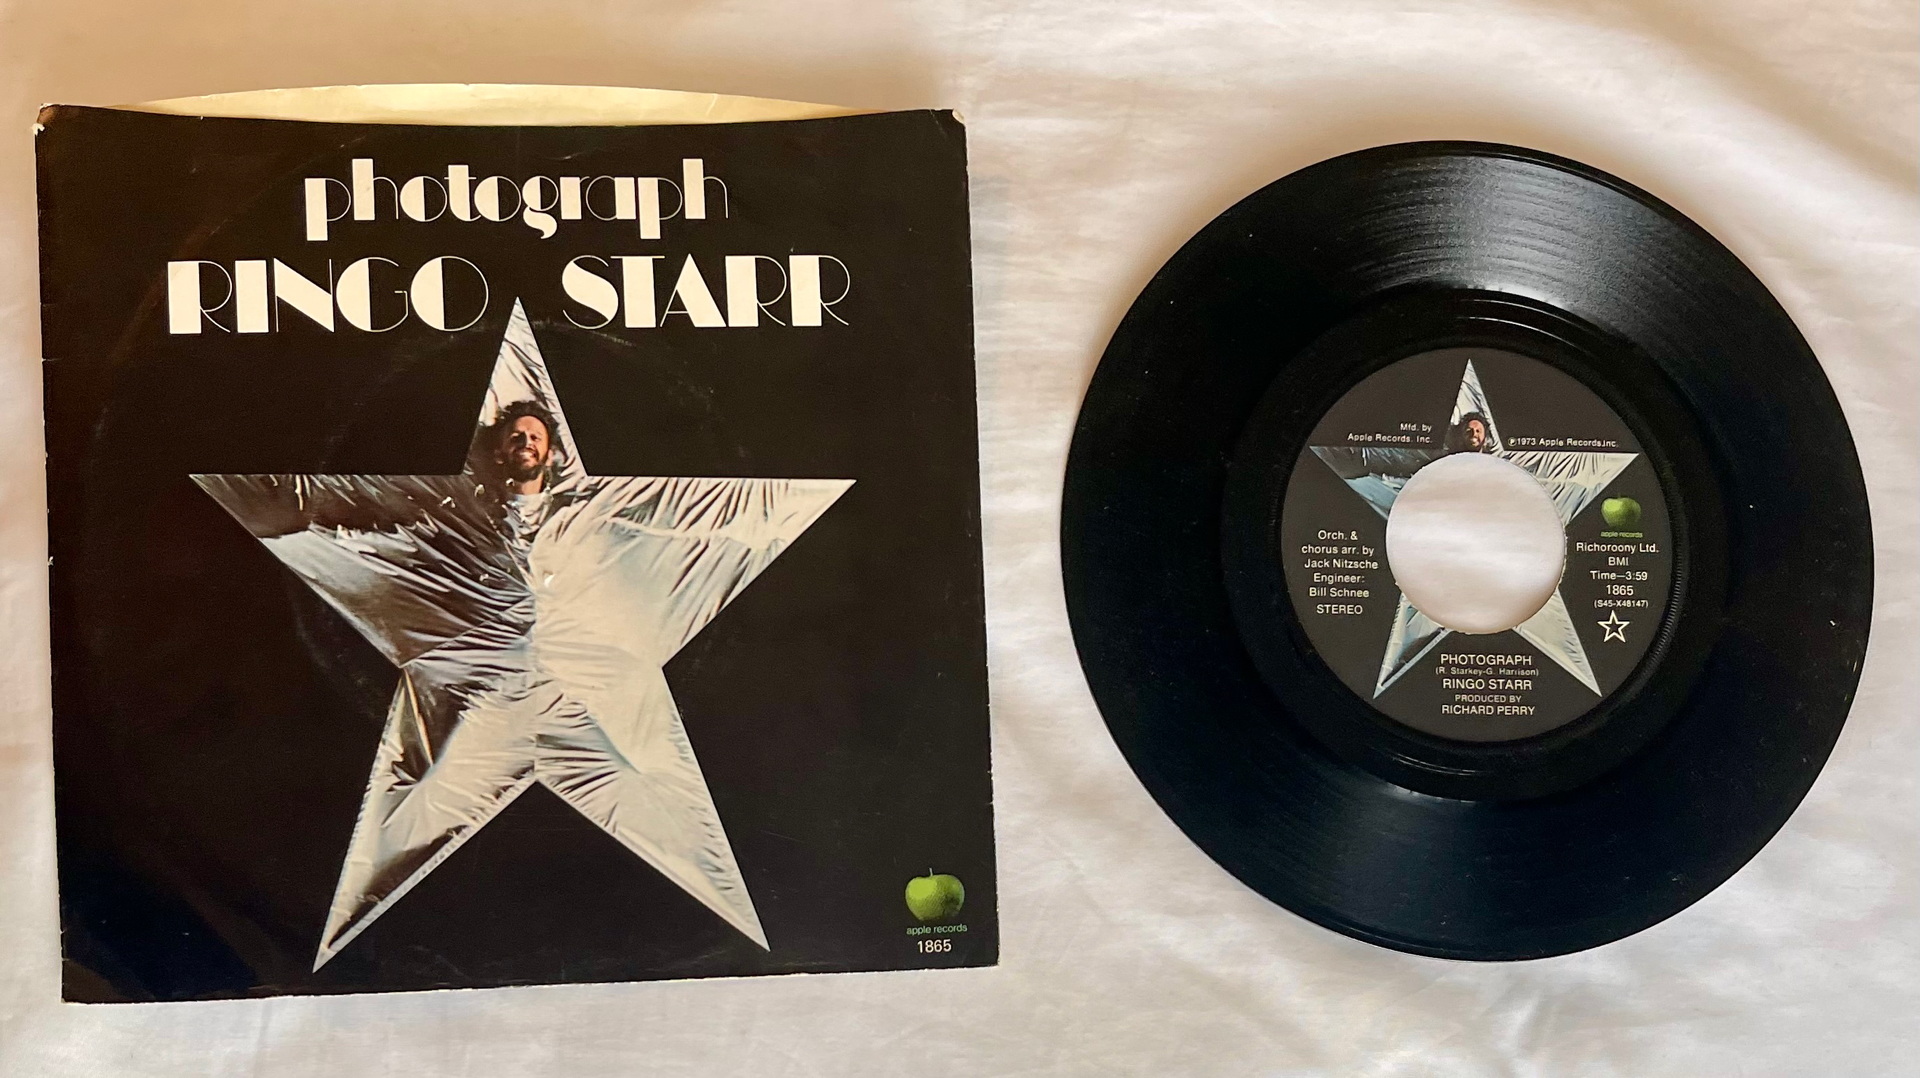 photograph
RINGO STARR
apple records
1865
Mfd. by
Apple Records, Inc.
℗1973 Apple Records,Inc.
Orch. &
chorus arr. by
Jack Nitzsche
Engineer:
Bill Schnee
STEREO
apple records
Richoroony Ltd.
BMI
Time—3:59
1865
(S45-X48147)
PHOTOGRAPH
(R. Starkey-G. Harrison)
RINGO STARR
PRODUCED BY
RICHARD PERRY